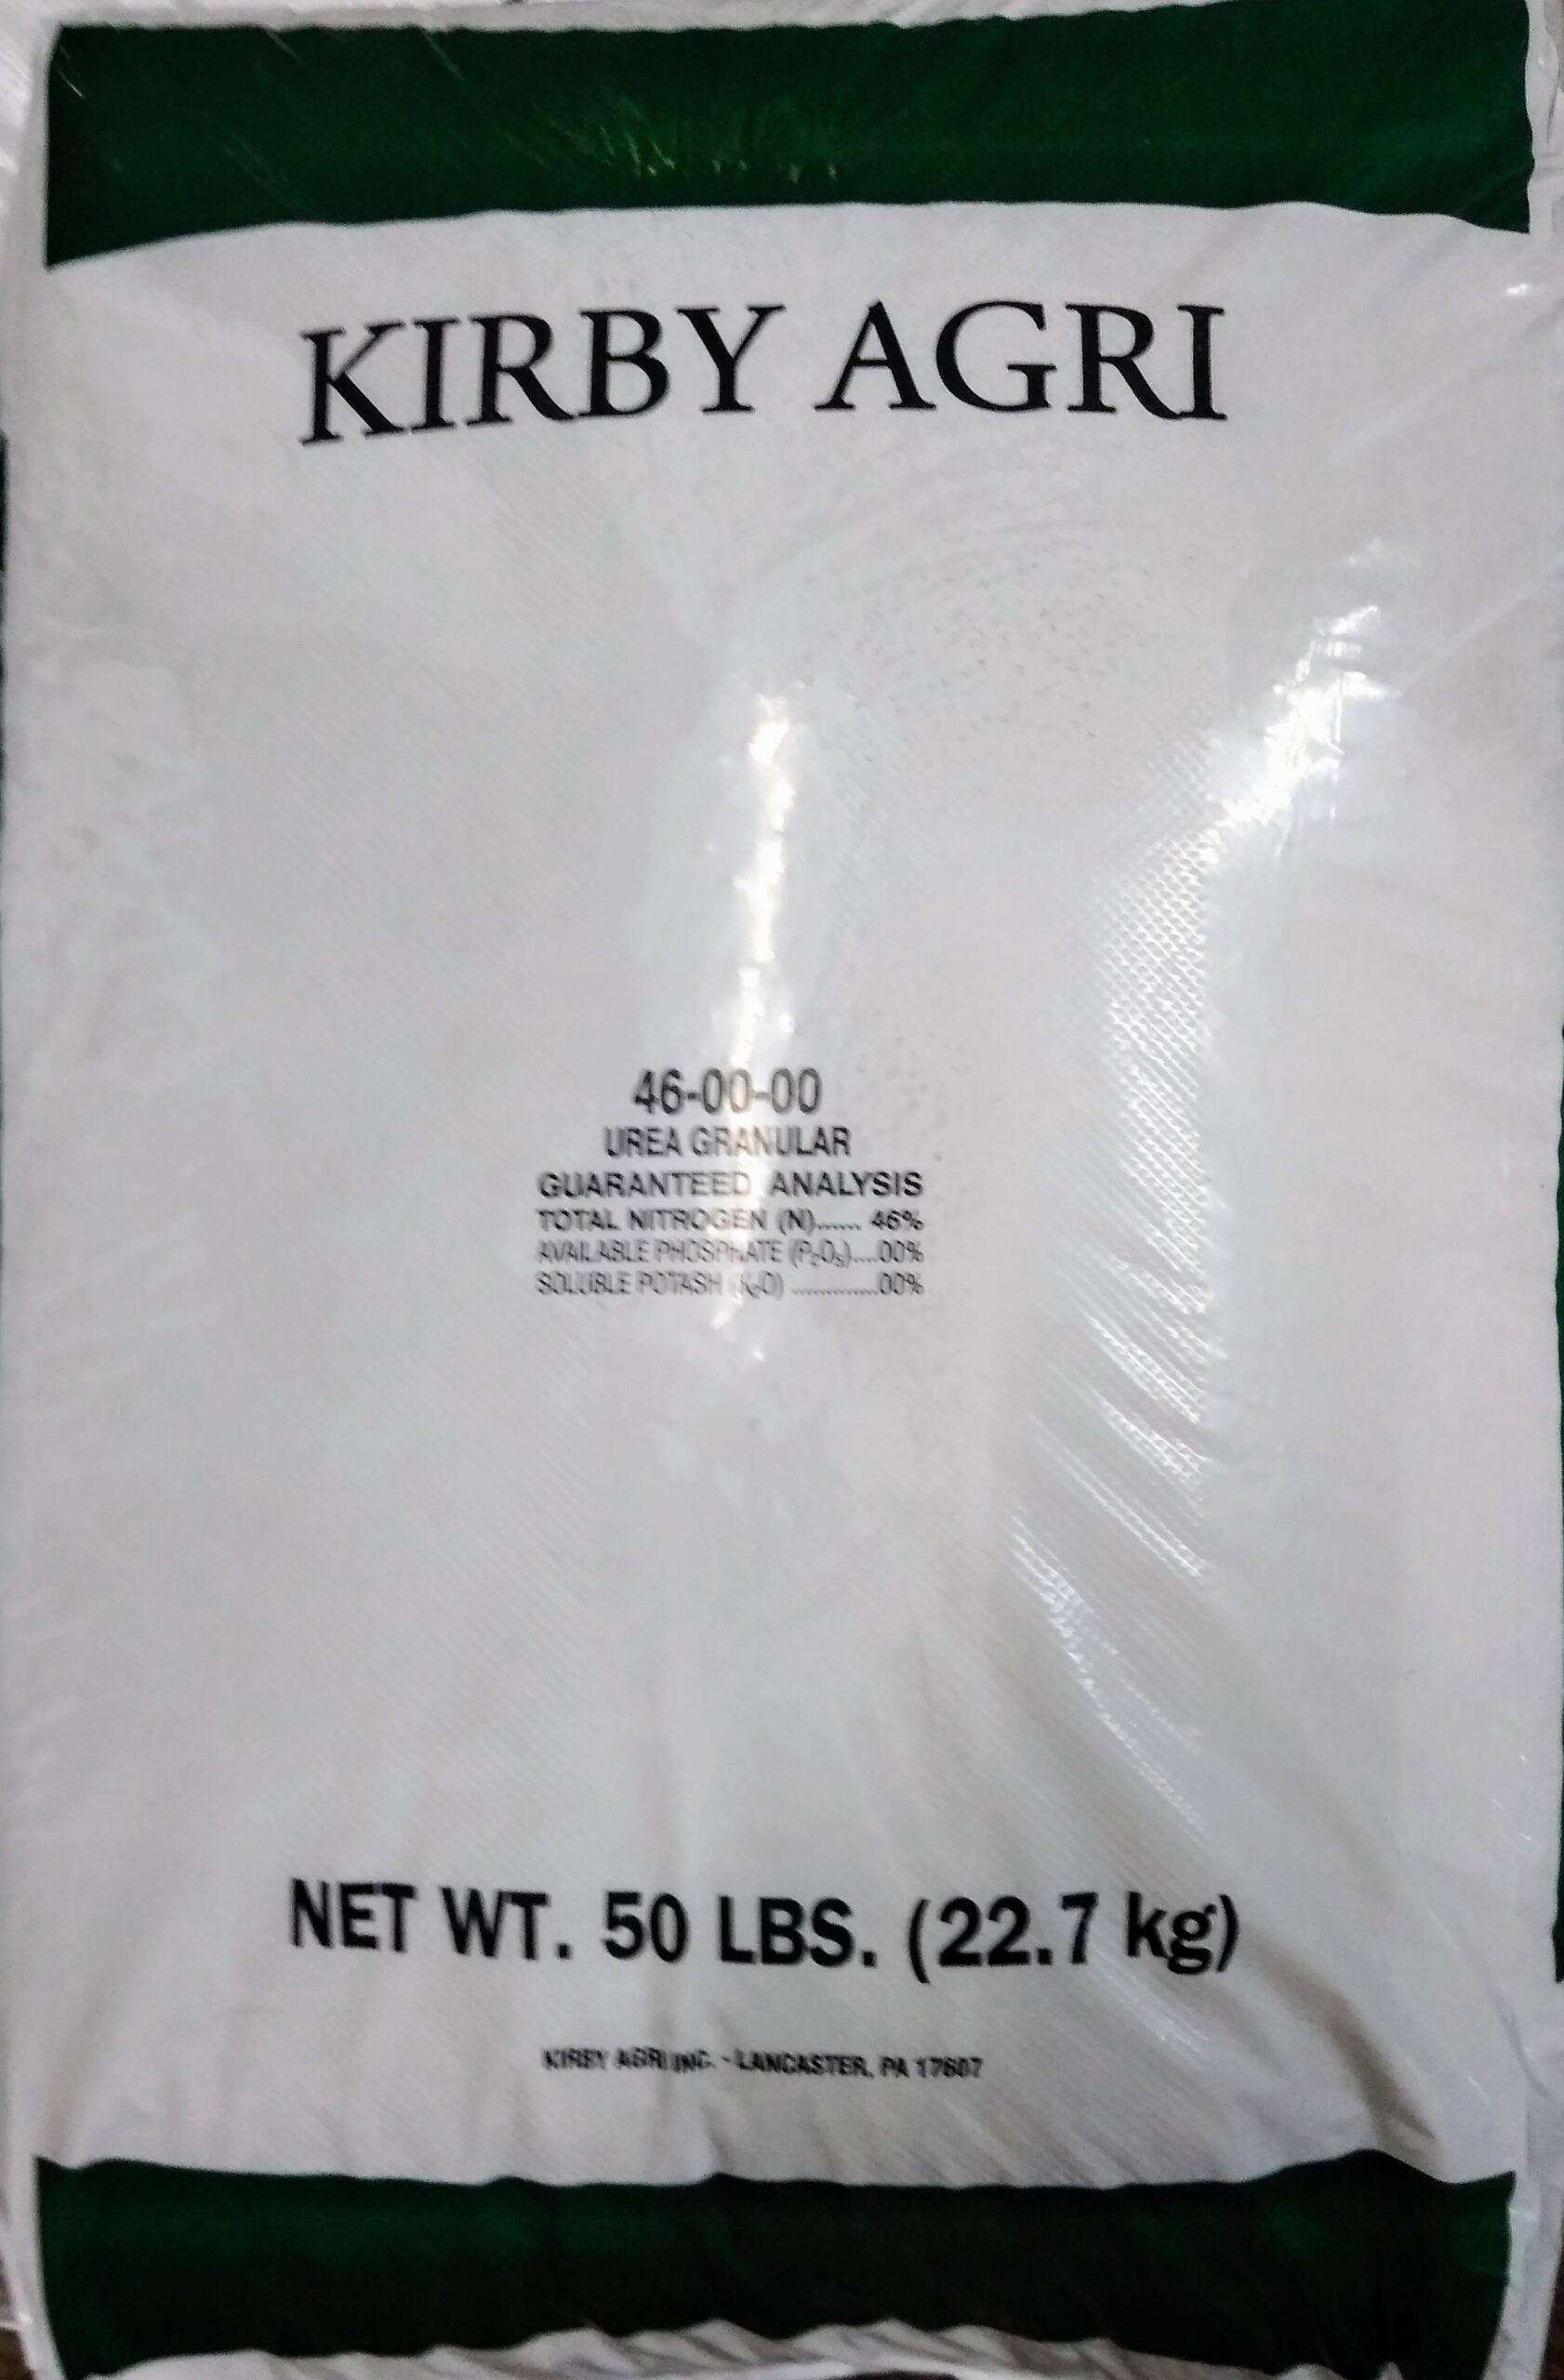 KIRBY AGRI
46-00-00
UREA GRANULAR
GUARANTEED ANALYSIS
TOTAL NITROGEN (N)...... 46%
AVAILABLE PHOSPHATE (P₂O₅)....00%
SOLUBLE POTASH (K₂O) ..............00%
NET WT. 50 LBS. (22.7 kg)
KIRBY AGRI INC. - LANCASTER, PA 17607